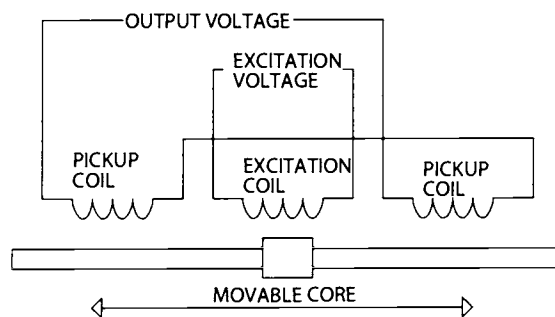 OUTPUT VOLTAGE
EXCITATION
VOLTAGE
PICKUP
COIL
EXCITATION
COIL
PICKUP
COIL
MOVABLE CORE